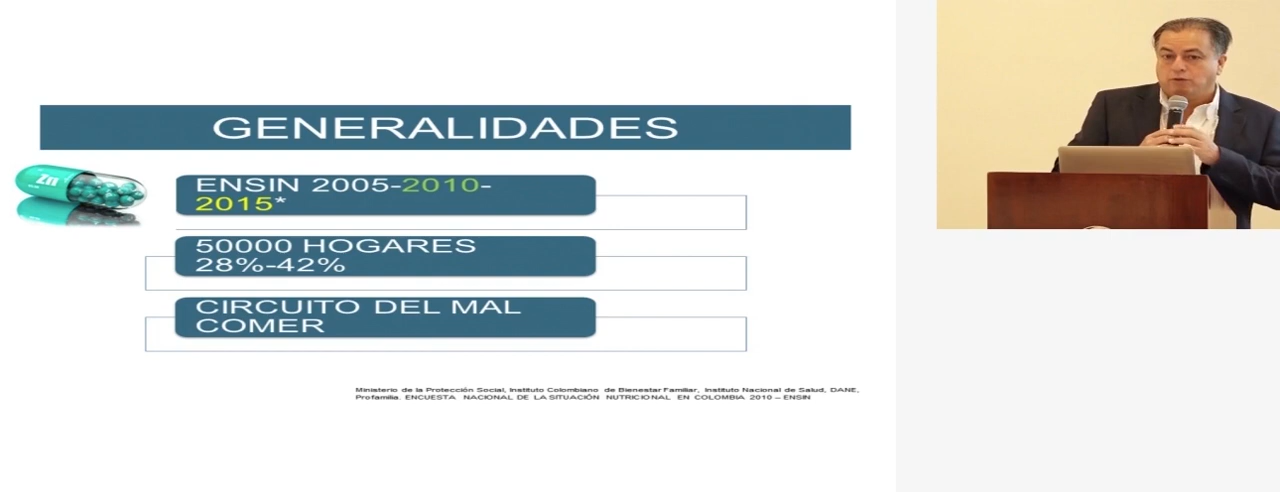 GENERALIDADES
Zn
ENSIN 2005-2010-
2015*
50000 HOGARES
28%-42%
CIRCUITO DEL MAL
COMER
Ministerio de la Protección Social, Instituto Colombiano de Bienestar Familiar, Instituto Nacional de Salud, DANE,
Profamilia. ENCUESTA NACIONAL DE LA SITUACIÓN NUTRICIONAL EN COLOMBIA 2010 – ENSIN